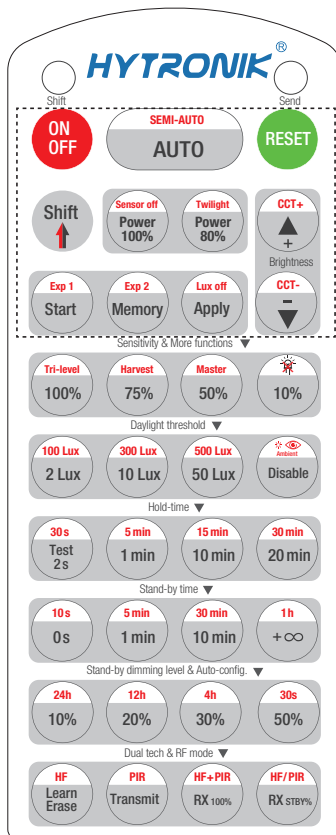 HYTRONIK®
Shift Send
ON
OFF
SEMI-AUTO
AUTO
RESET
Shift
Sensor off
Power
100%
Twilight
Power
80%
CCT+
+
Brightness
CCT-
-
Exp 1
Start
Exp 2
Memory
Lux off
Apply
Sensitivity & More functions ▼
Tri-level
100%
Harvest
75%
Master
50%
10%
Daylight threshold ▼
100 Lux
2 Lux
300 Lux
10 Lux
500 Lux
50 Lux
Ambient
Disable
Hold-time ▼
30s
Test
2s
5 min
1 min
15 min
10 min
30 min
20 min
Stand-by time ▼
10s
0s
5 min
1 min
30 min
10 min
1h
+∞
Stand-by dimming level & Auto-config. ▼
24h
10%
12h
20%
4h
30%
30s
50%
Dual tech & RF mode ▼
HF
Learn
Erase
PIR
Transmit
HF+PIR
RX 100%
HF/PIR
RX STBY%